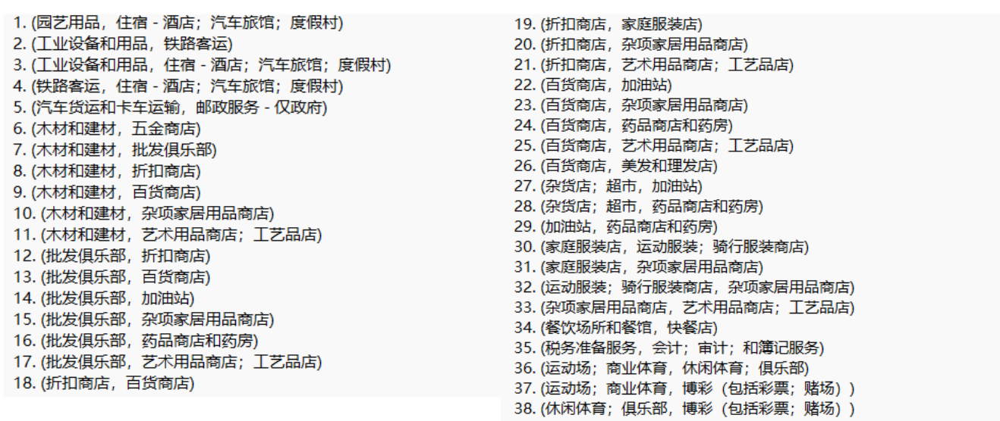 1. (园艺用品，住宿 - 酒店；汽车旅馆；度假村)
2. (工业设备和用品，铁路客运)
3. (工业设备和用品，住宿 - 酒店；汽车旅馆；度假村)
4. (铁路客运，住宿 - 酒店；汽车旅馆；度假村)
5. (汽车货运和卡车运输，邮政服务 - 仅政府)
6. (木材和建材，五金商店)
7. (木材和建材，批发俱乐部)
8. (木材和建材，折扣商店)
9. (木材和建材，百货商店)
10. (木材和建材，杂项家居用品商店)
11. (木材和建材，艺术用品商店；工艺品店)
12. (批发俱乐部，折扣商店)
13. (批发俱乐部，百货商店)
14. (批发俱乐部，加油站)
15. (批发俱乐部，杂项家居用品商店)
16. (批发俱乐部，药品商店和药房)
17. (批发俱乐部，艺术用品商店；工艺品店)
18. (折扣商店，百货商店)
19. (折扣商店，家庭服装店)
20. (折扣商店，杂项家居用品商店)
21. (折扣商店，艺术用品商店；工艺品店)
22. (百货商店，加油站)
23. (百货商店，杂项家居用品商店)
24. (百货商店，药品商店和药房)
25. (百货商店，艺术用品商店；工艺品店)
26. (百货商店，美发和理发店)
27. (杂货店；超市，加油站)
28. (杂货店；超市，药品商店和药房)
29. (加油站，药品商店和药房)
30. (家庭服装店，运动服装；骑行服装商店)
31. (家庭服装店，杂项家居用品商店)
32. (运动服装；骑行服装商店，杂项家居用品商店)
33. (杂项家居用品商店，艺术用品商店；工艺品店)
34. (餐饮场所和餐馆，快餐店)
35. (税务准备服务，会计；审计；和簿记服务)
36. (运动场；商业体育，休闲体育；俱乐部)
37. (运动场；商业体育，博彩（包括彩票；赌场）)
38. (休闲体育；俱乐部，博彩（包括彩票；赌场）)